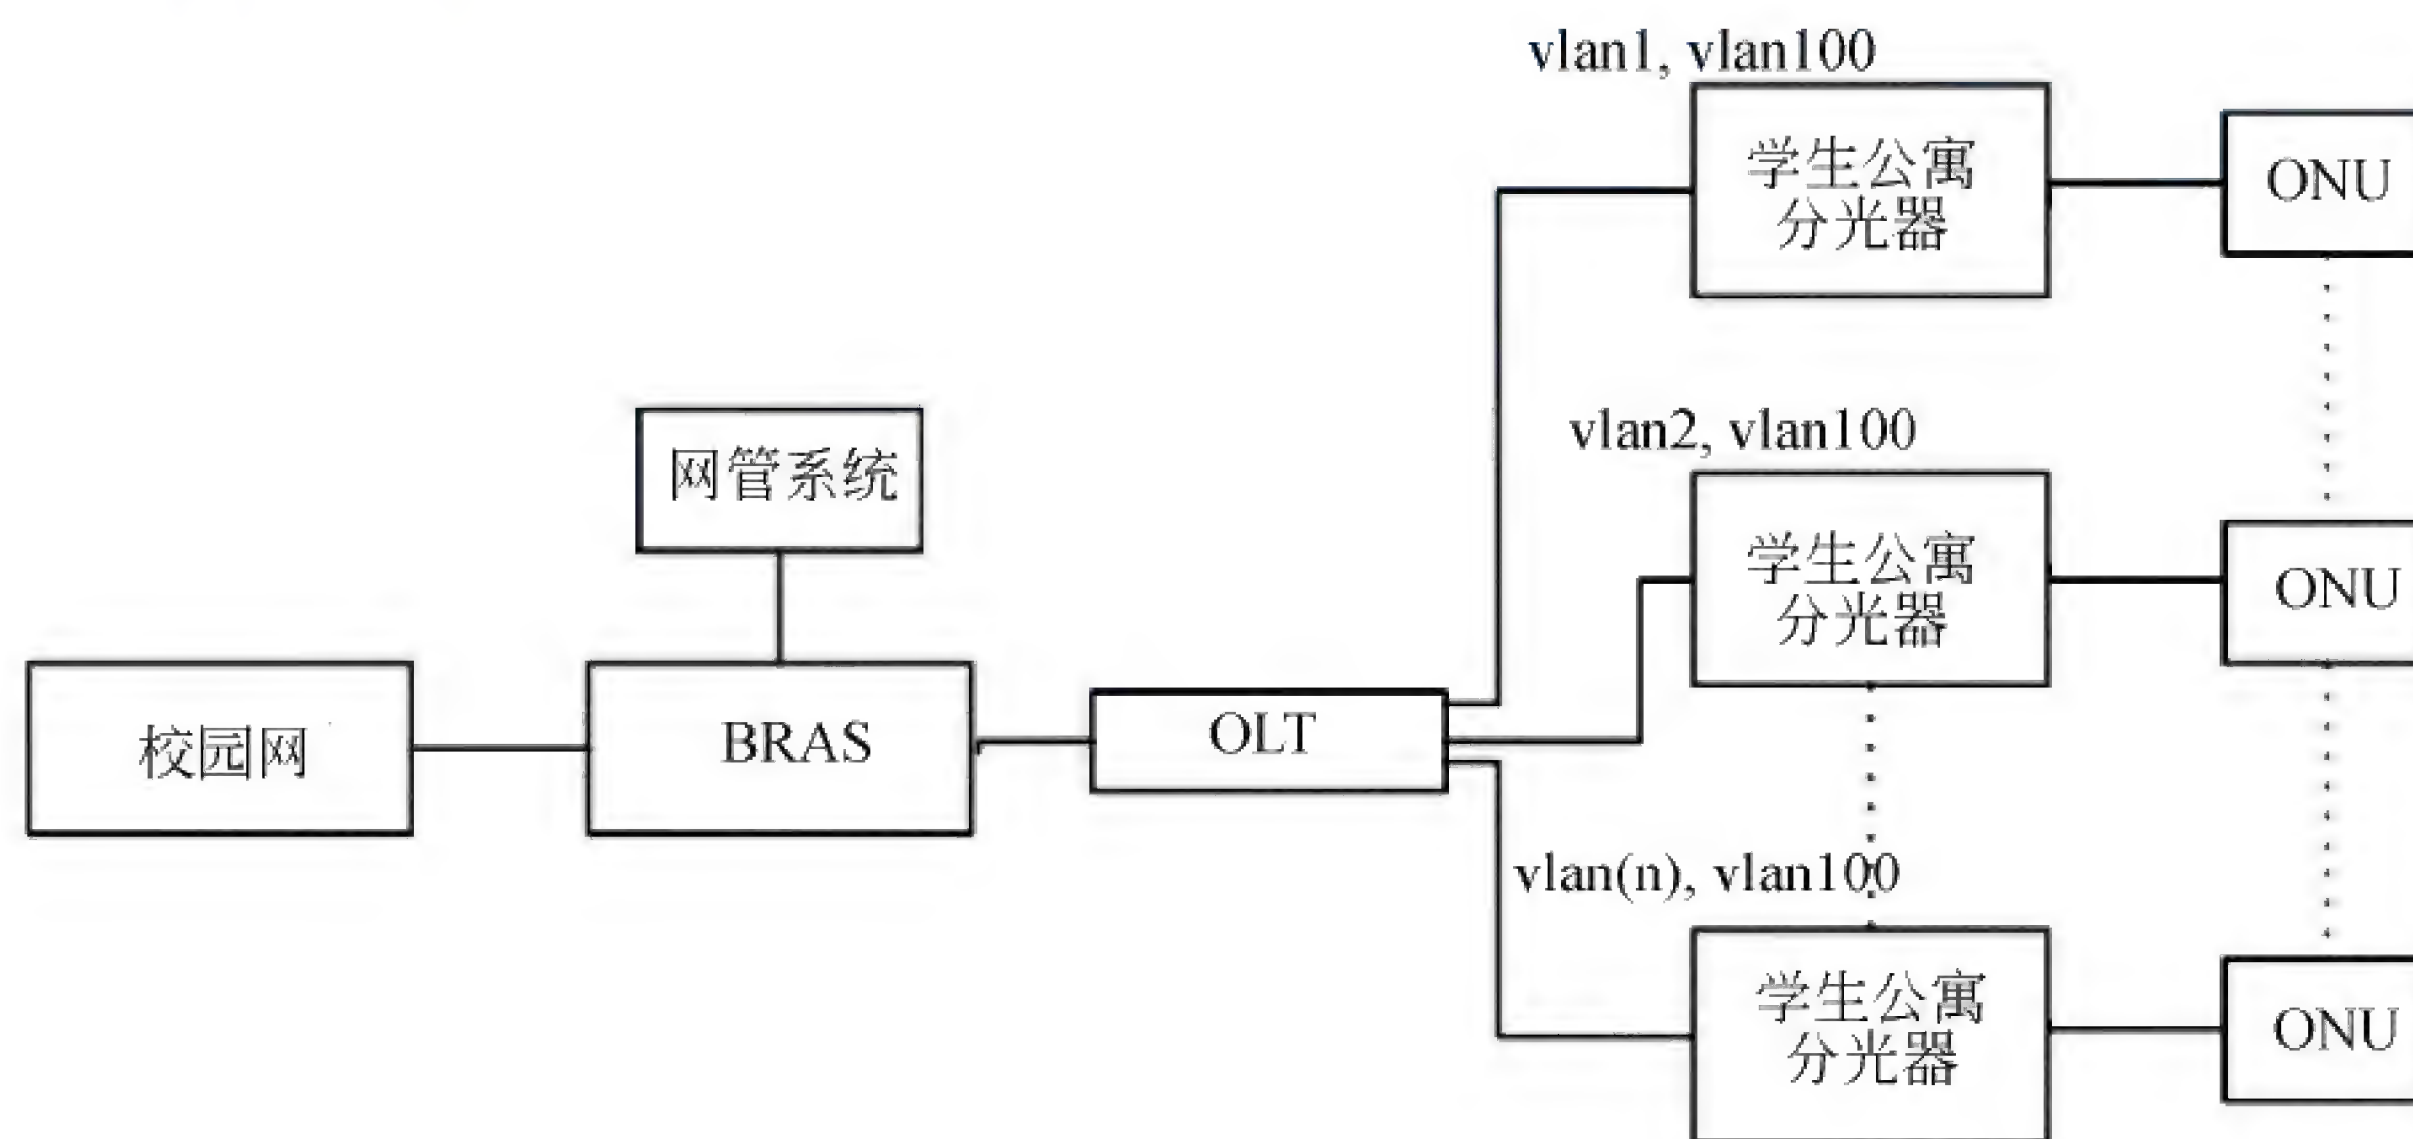 vlan1, vlan100
学生公寓
分光器
ONU
vlan2, vlan100
网管系统
学生公寓
分光器
ONU
校园网
BRAS
OLT
vlan(n), vlan100
学生公寓
分光器
ONU